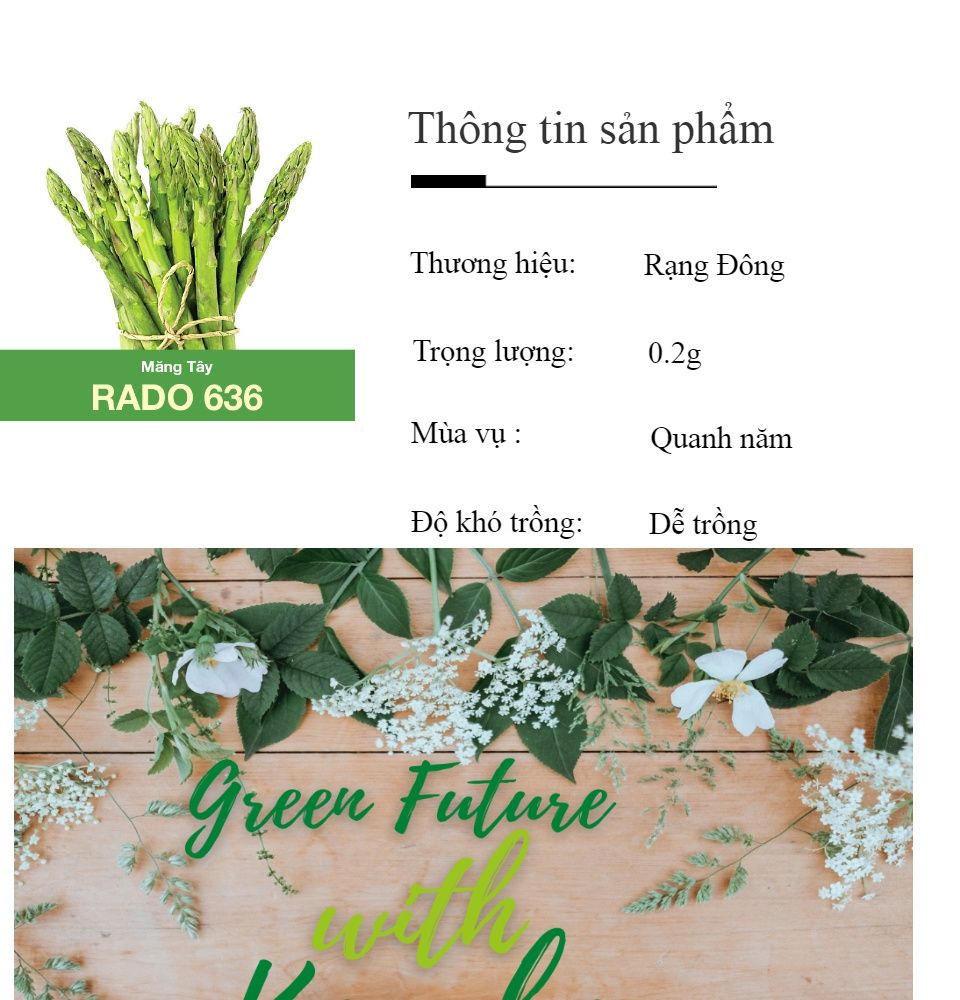 Thông tin sản phẩm
Thương hiệu: Rạng Đông
Trọng lượng: 0.2g
Mùa vụ : Quanh năm
Độ khó trồng: Dễ trồng
Măng Tây
RADO 636
Green Future
with